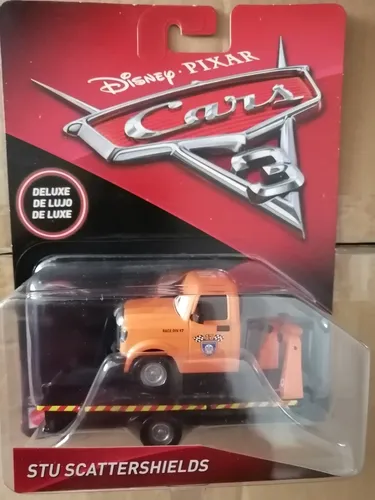 Disney · PIXAR
Cars
3
DELUXE
DE LUJO
DE LUXE
STU SCATTERSHIELDS